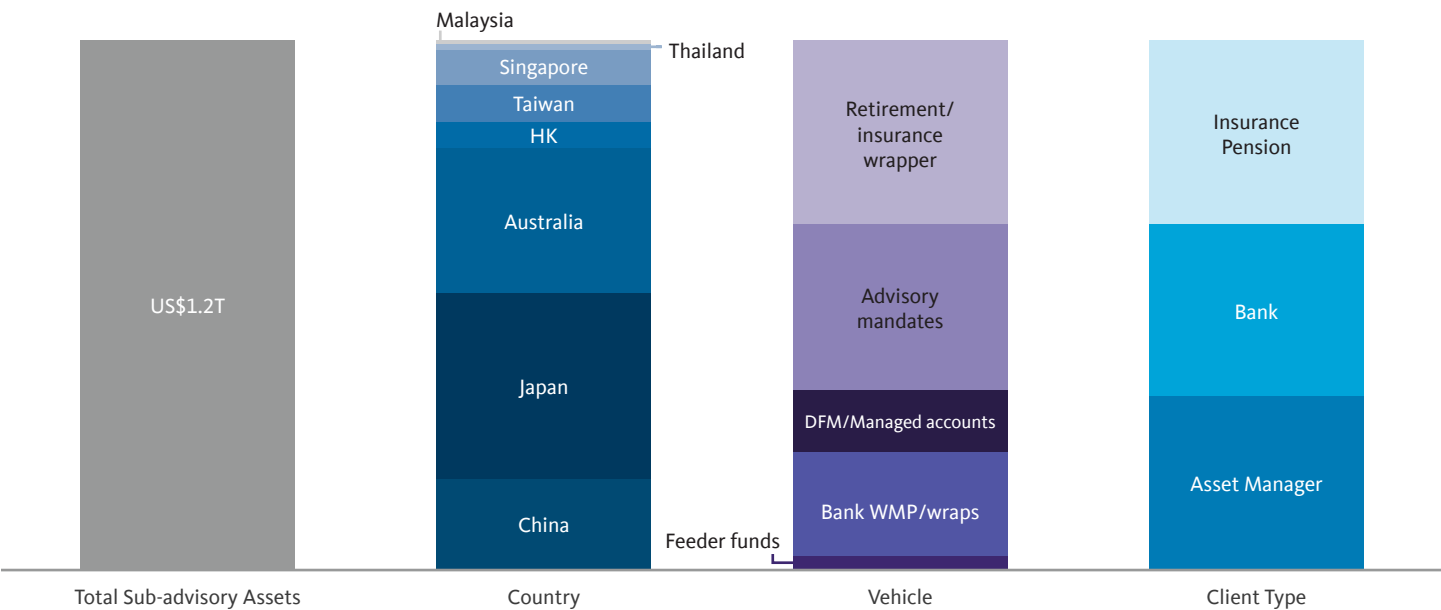 US$1.2T
Total Sub-advisory Assets
Malaysia
Thailand
Singapore
Taiwan
HK
Australia
Japan
China
Country
Retirement/
insurance
wrapper
Advisory
mandates
DFM/Managed accounts
Bank WMP/wraps
Feeder funds
Vehicle
Insurance
Pension
Bank
Asset Manager
Client Type